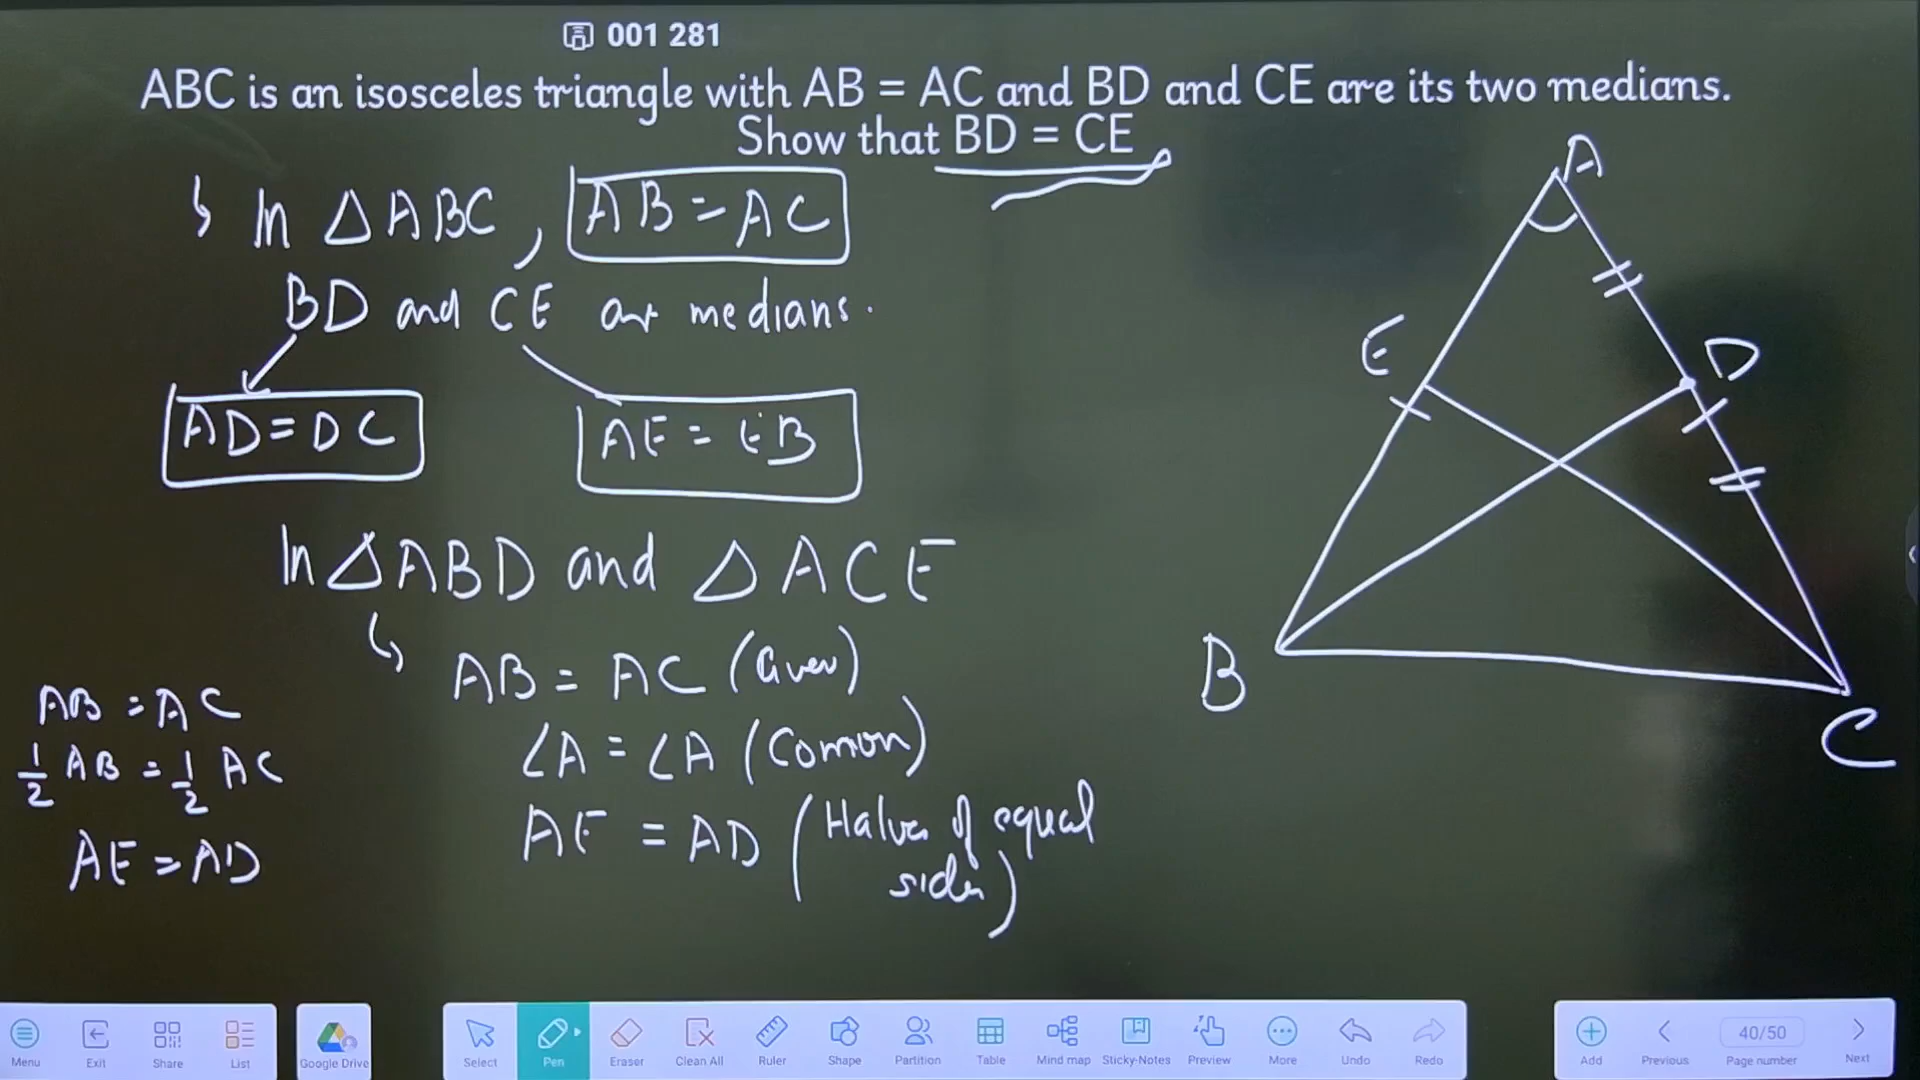 001 281
ABC is an isosceles triangle with AB = AC and BD and CE are its two medians.
Show that BD = CE
In △ABC, AB = AC
BD and CE are medians.
AD = DC
AE = EB
In △ABD and △ACE
AB = AC (Given)
∠A = ∠A (Common)
AE = AD (Halves of equal
sides)
AB = AC
1/2 AB = 1/2 AC
AE = AD
A
E
D
B
C
Menu
Exit
Share
List
Google Drive
Select
Pen
Eraser
Clean All
Ruler
Shape
Partition
Table
Mind map
Sticky-Notes
Preview
More
Undo
Redo
Add
Previous
40/50
Page number
Next